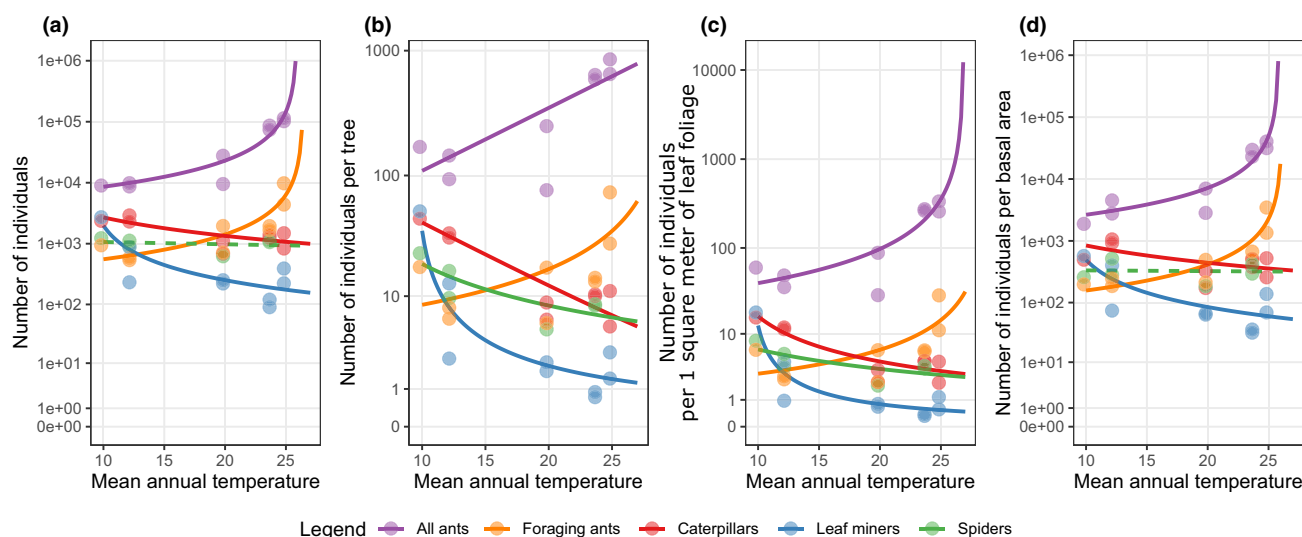 (a)
(b)
(c)
(d)
Number of individuals
1e+06
1e+05
1e+04
1e+03
1e+02
1e+01
1e+00
0e+00
10
15
20
25
Mean annual temperature
Number of individuals per tree
1000
100
10
1
0
10
15
20
25
Mean annual temperature
Number of individuals
per 1 square meter of leaf foliage
10000
1000
100
10
1
0
10
15
20
25
Mean annual temperature
Number of individuals per basal area
1e+06
1e+05
1e+04
1e+03
1e+02
1e+01
1e+00
0e+00
10
15
20
25
Mean annual temperature
Legend All ants Foraging ants Caterpillars Leaf miners Spiders